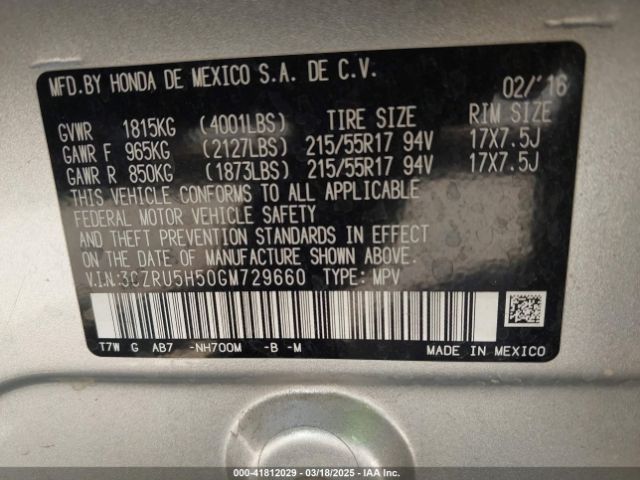 MFD.BY HONDA DE MEXICO S.A. DE C.V.
02/'16
GVWR 1815KG (4001LBS) TIRE SIZE RIM SIZE
GAWR F 965KG (2127LBS) 215/55R17 94V 17X7.5J
GAWR R 850KG (1873LBS) 215/55R17 94V 17X7.5J
THIS VEHICLE CONFORMS TO ALL APPLICABLE
FEDERAL MOTOR VEHICLE SAFETY
AND THEFT PREVENTION STANDARDS IN EFFECT
ON THE DATE OF MANUFACTURE SHOWN ABOVE.
V.I.N:3CZRU5H50GM729660 TYPE: MPV
T7W G AB7 -NH700M -B -M
MADE IN MEXICO
000-41812029 — 03/18/2025 — IAA Inc.